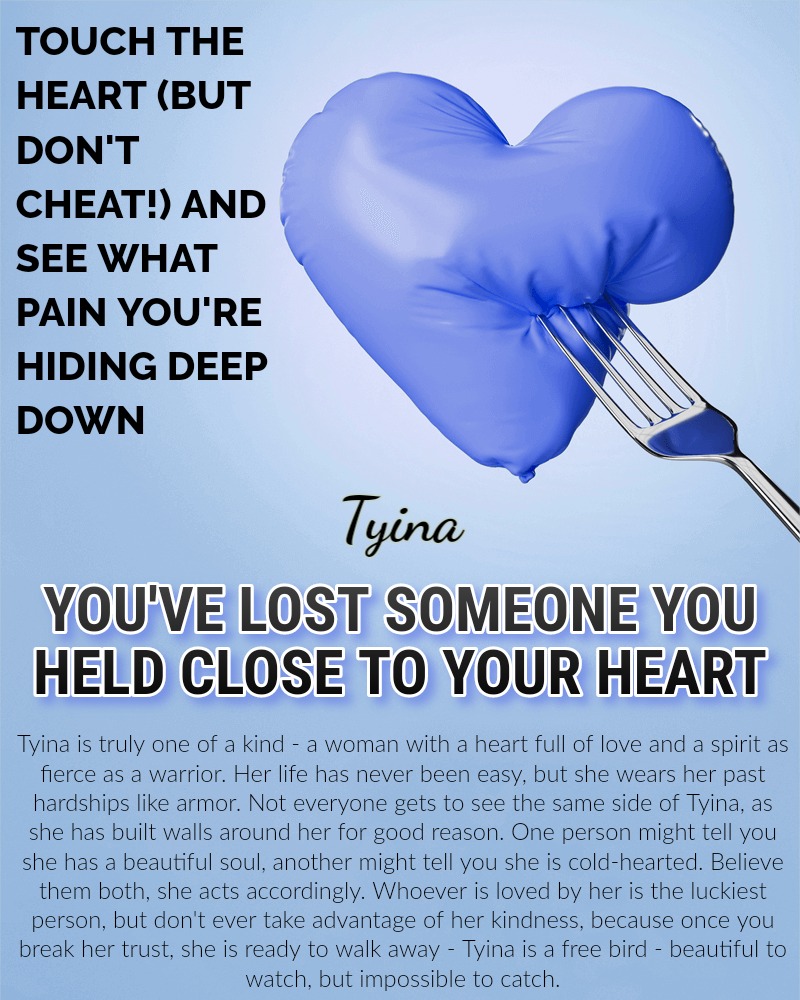 TOUCH THE
HEART (BUT
DON'T
CHEAT!) AND
SEE WHAT
PAIN YOU'RE
HIDING DEEP
DOWN
Tyina
YOU'VE LOST SOMEONE YOU
HELD CLOSE TO YOUR HEART
Tyina is truly one of a kind - a woman with a heart full of love and a spirit as
fierce as a warrior. Her life has never been easy, but she wears her past
hardships like armor. Not everyone gets to see the same side of Tyina, as
she has built walls around her for good reason. One person might tell you
she has a beautiful soul, another might tell you she is cold-hearted. Believe
them both, she acts accordingly. Whoever is loved by her is the luckiest
person, but don't ever take advantage of her kindness, because once you
break her trust, she is ready to walk away - Tyina is a free bird - beautiful to
watch, but impossible to catch.